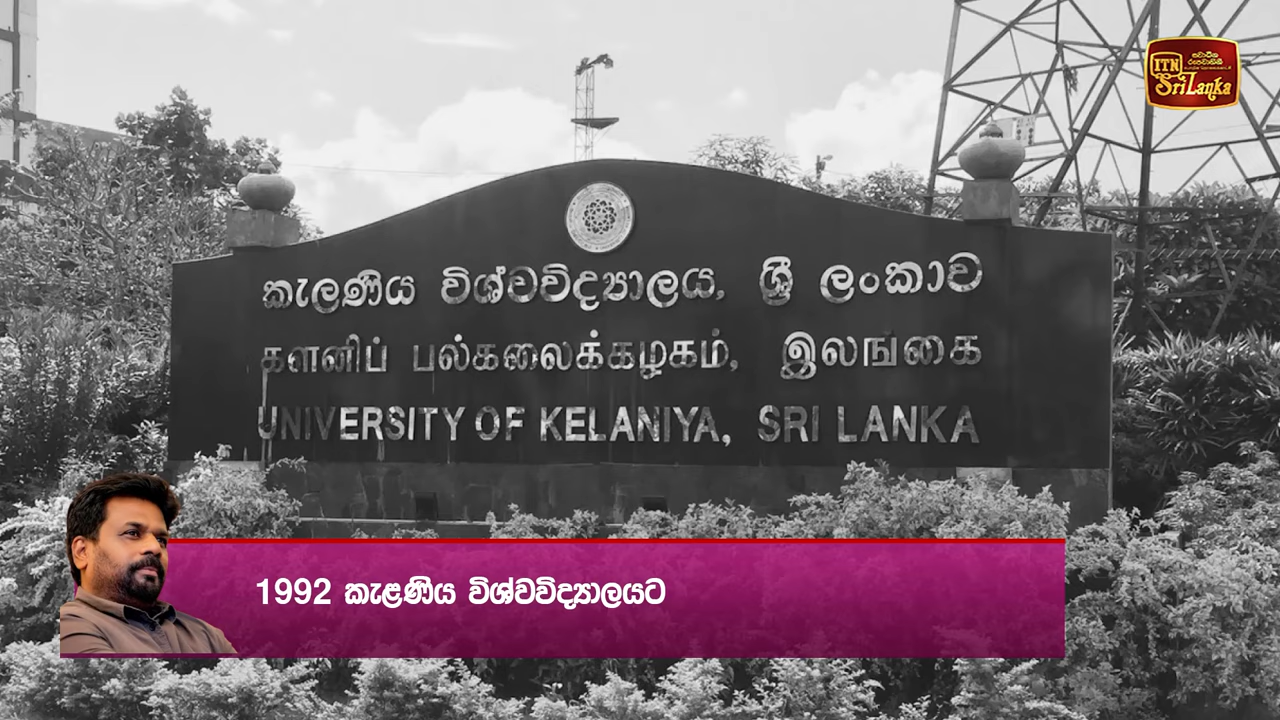 ITN
ස්වාධීන
රූපවාහිනී
Sri Lanka
කැලණිය විශ්වවිද්‍යාලය, ශ්‍රී ලංකාව
களனிப் பல்கலைக்கழகம், இலங்கை
UNIVERSITY OF KELANIYA, SRI LANKA
1992 කැළණිය විශ්වවිද්‍යාලයට